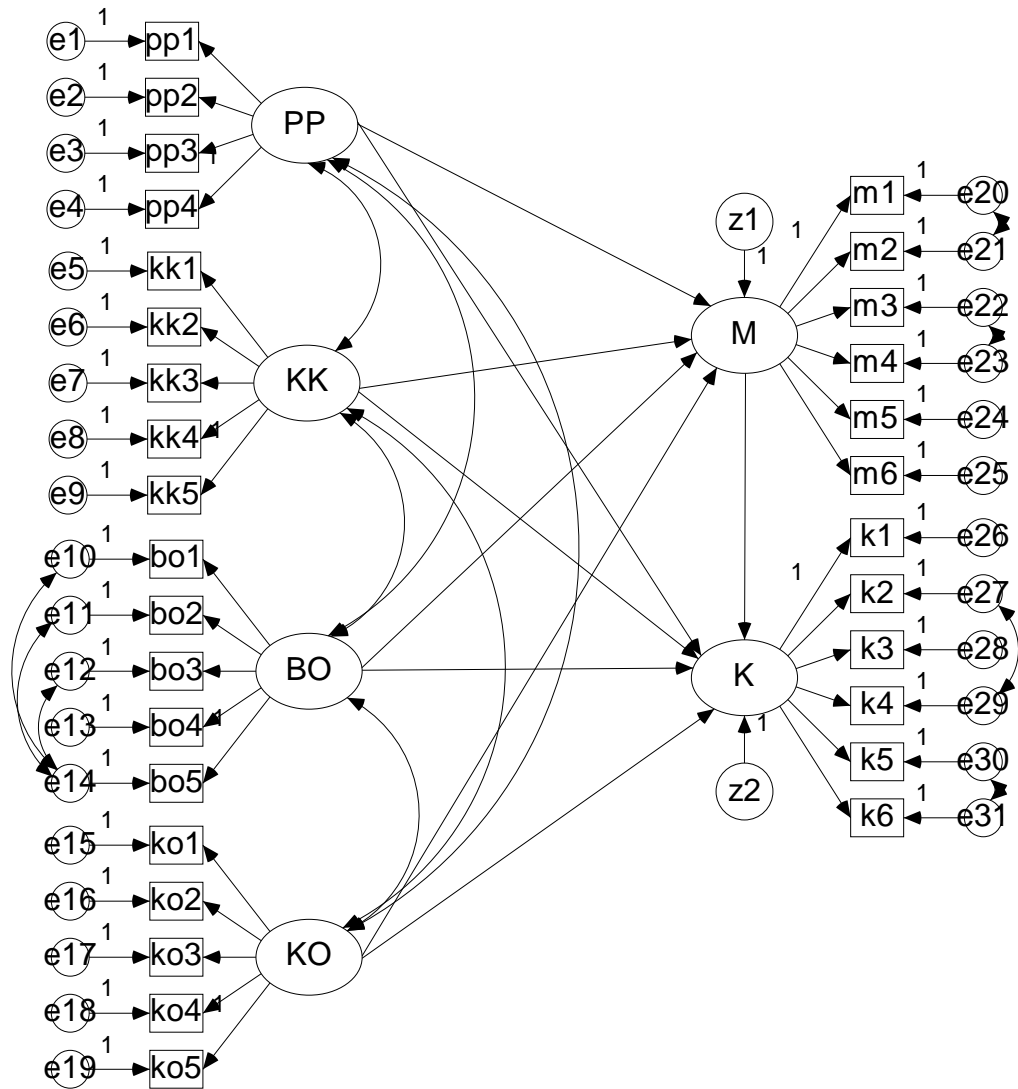 e1 1 pp1
e2 1 pp2
e3 1 pp3 1
e4 1 pp4
PP
e5 1 kk1
e6 1 kk2
e7 1 kk3
e8 1 kk4 1
e9 1 kk5
KK
e10 1 bo1
e11 1 bo2
e12 1 bo3
e13 1 bo4 1
e14 1 bo5
BO
e15 1 ko1
e16 1 ko2
e17 1 ko3
e18 1 ko4 1
e19 1 ko5
KO
z1
1
M
1
m1 1 e20
m2 1 e21
m3 1 e22
m4 1 e23
m5 1 e24
m6 1 e25
K
1
1
z2
k1 1 e26
k2 1 e27
k3 1 e28
k4 1 e29
k5 1 e30
k6 1 e31